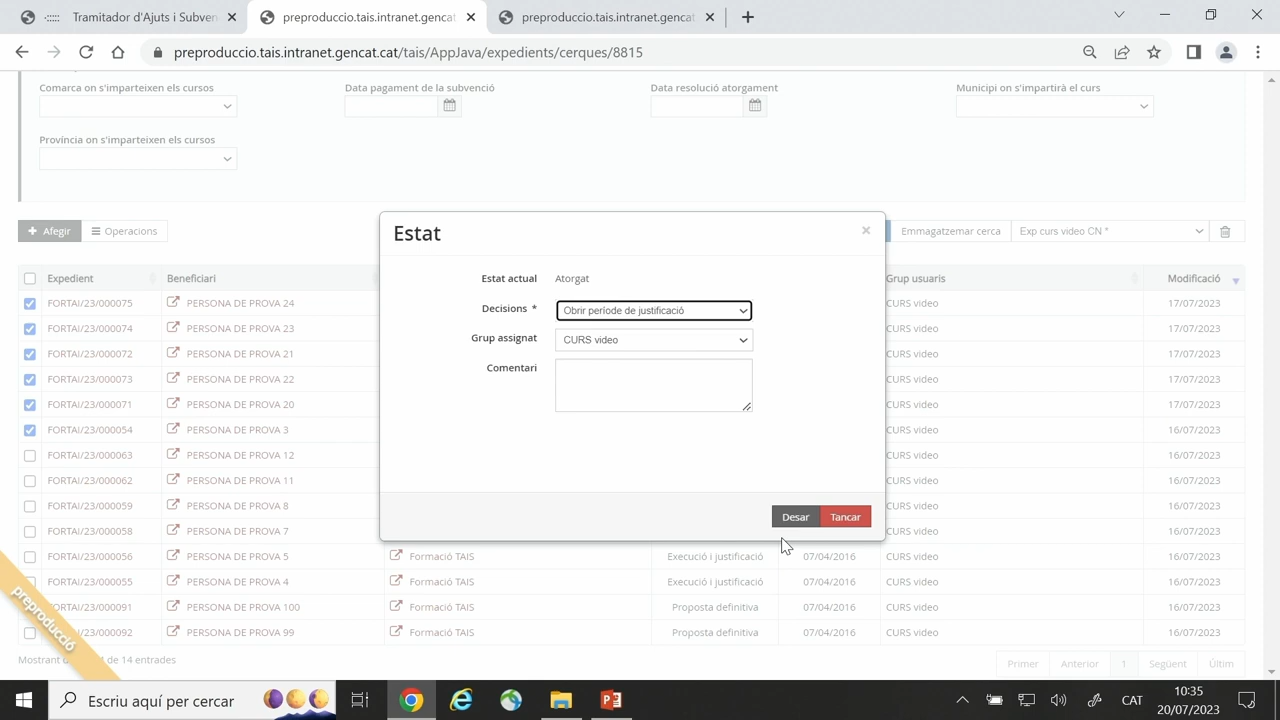 :::::  Tramitador d'Ajuts i Subven
preproduccio.tais.intranet.gencat
preproduccio.tais.intranet.gencat
preproduccio.tais.intranet.gencat.cat/tais/AppJava/expedients/cerques/8815
Comarca on s'imparteixen els cursos
Data pagament de la subvenció
Data resolució atorgament
Municipi on s'impartirà el curs
Província on s'imparteixen els cursos
Afegir
Operacions
Emmagatzemar cerca
Exp curs video CN *
Expedient Beneficiari Grup usuaris Modificació
FORTAI/23/000075 PERSONA DE PROVA 24 CURS video 17/07/2023
FORTAI/23/000074 PERSONA DE PROVA 23 CURS video 17/07/2023
FORTAI/23/000072 PERSONA DE PROVA 21 CURS video 17/07/2023
FORTAI/23/000073 PERSONA DE PROVA 22 CURS video 17/07/2023
FORTAI/23/000071 PERSONA DE PROVA 20 CURS video 17/07/2023
FORTAI/23/000054 PERSONA DE PROVA 3 CURS video 16/07/2023
FORTAI/23/000063 PERSONA DE PROVA 12 CURS video 16/07/2023
FORTAI/23/000062 PERSONA DE PROVA 11 CURS video 16/07/2023
FORTAI/23/000059 PERSONA DE PROVA 8 CURS video 16/07/2023
FORTAI/23/000058 PERSONA DE PROVA 7 CURS video 16/07/2023
FORTAI/23/000056 PERSONA DE PROVA 5 Formació TAIS Execució i justificació 07/04/2016 CURS video 16/07/2023
FORTAI/23/000055 PERSONA DE PROVA 4 Formació TAIS Execució i justificació 07/04/2016 CURS video 16/07/2023
FORTAI/23/000091 PERSONA DE PROVA 100 Formació TAIS Proposta definitiva 07/04/2016 CURS video 16/07/2023
FORTAI/23/000092 PERSONA DE PROVA 99 Formació TAIS Proposta definitiva 07/04/2016 CURS video 16/07/2023
Mostrant d de 14 entrades
Primer Anterior 1 Següent Últim
Estat
Estat actual Atorgat
Decisions * Obrir període de justificació
Grup assignat CURS video
Comentari
Desar Tancar
preproducció
Escriu aquí per cercar
CAT
10:35
20/07/2023